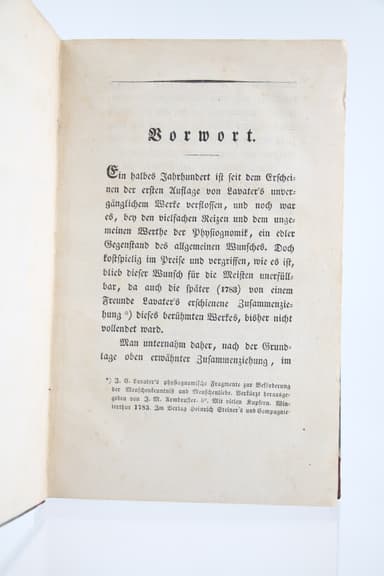 Vorwort.
Ein halbes Jahrhundert ist seit dem Erschei-
nen der ersten Auflage von Lavater's unver-
gänglichem Werke verflossen, und noch war
es, bey den vielfachen Reizen und dem unge-
meinen Werthe der Physiognomik, ein edler
Gegenstand des allgemeinen Wunsches. Doch
kostspielig im Preise und vergriffen, wie es ist,
blieb dieser Wunsch für die Meisten unerfüll-
bar, da auch die später (1783) von einem
Freunde Lavater's erschienene Zusammenzie-
hung *) dieses berühmten Werkes, bisher nicht
vollendet ward.
Man unternahm daher, nach der Grund-
lage oben erwähnter Zusammenziehung, im
*) J. C. Lavater's physiognomische Fragmente zur Beförderung
der Menschenkenntniß und Menschenliebe. Verkürzt herausge-
geben von J. M. Armbruster. 8°. Mit vielen Kupfern. Win-
terthur 1783. Im Verlag Heinrich Steiner's und Compagnie.